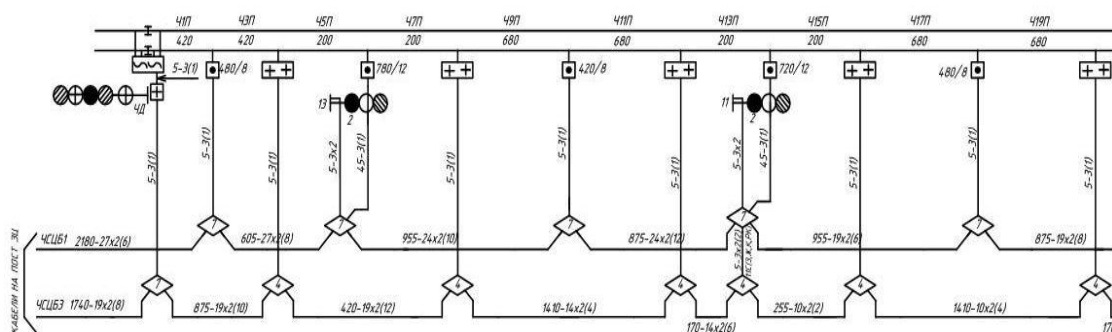 41П 43П 45П 47П 49П 411П 413П 415П 417П 419П
420 420 200 200 680 680 200 200 680 680
5-3(1) 480/8 780/12 420/8 720/12 480/8
ЧД 13 2 11 2
5-3(1) 5-3(1) 5-3(1) 5-3х2 45-3(1) 5-3(1) 5-3(1) 5-3(1) 5-3х2 45-3(1) 5-3(1) 5-3(1) 5-3(1)
7 7 7 7 7
ЧСЦБ1 2180-27х2(6) 605-27х2(8) 955-24х2(10) 875-24х2(12) 955-19х2(6) 875-19х2(8)
5-3х2(2)
КАБЕЛИ НА ПОСТ ЭЦ
7 4 4 4 4 4 4
ЧСЦБ3 1740-19х2(8) 875-19х2(10) 420-19х2(12) 1410-14х2(4) 255-10х2(2) 1410-10х2(4)
170-14х2(6)